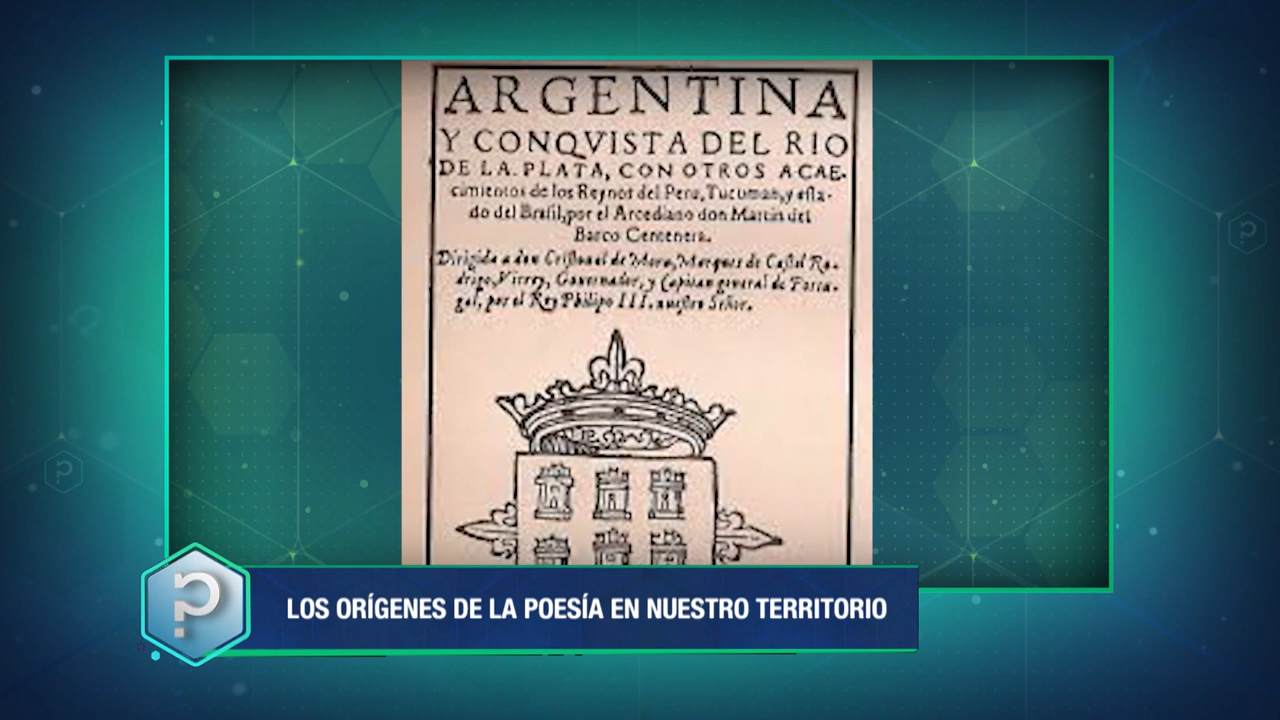 ARGENTINA
Y CONQVISTA DEL RIO
DE LA PLATA, CON OTROS ACAE-
cimientos de los Reynos del Peru, Tucuman, y esta-
do del Brasil, por el Arcediano don Martin del
Barco Centenera.
Dirigida a don Cristoual de Mora, Marques de Castel Ro-
drigo, Virrey, Gouernador, y Capitan general de Portu-
gal, por el Rey Philipo III. nuestro Señor.
LOS ORÍGENES DE LA POESÍA EN NUESTRO TERRITORIO